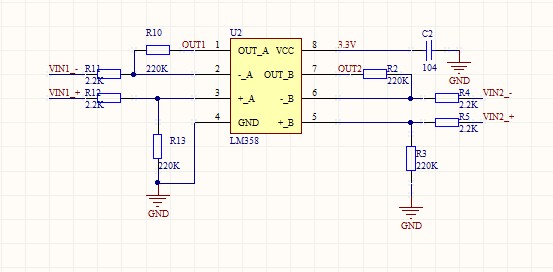 R10
U2
C2
OUT1
1
OUT_A
VCC
8
3.3V
VIN1_-
R11
220K
2
-_A
OUT_B
7
OUT2
R2
104
GND
2.2K
220K
VIN1_+
R12
3
+_A
-_B
6
R4
VIN2_-
2.2K
2.2K
4
GND
+_B
5
R5
VIN2_+
2.2K
R13
LM358
R3
220K
220K
GND
GND